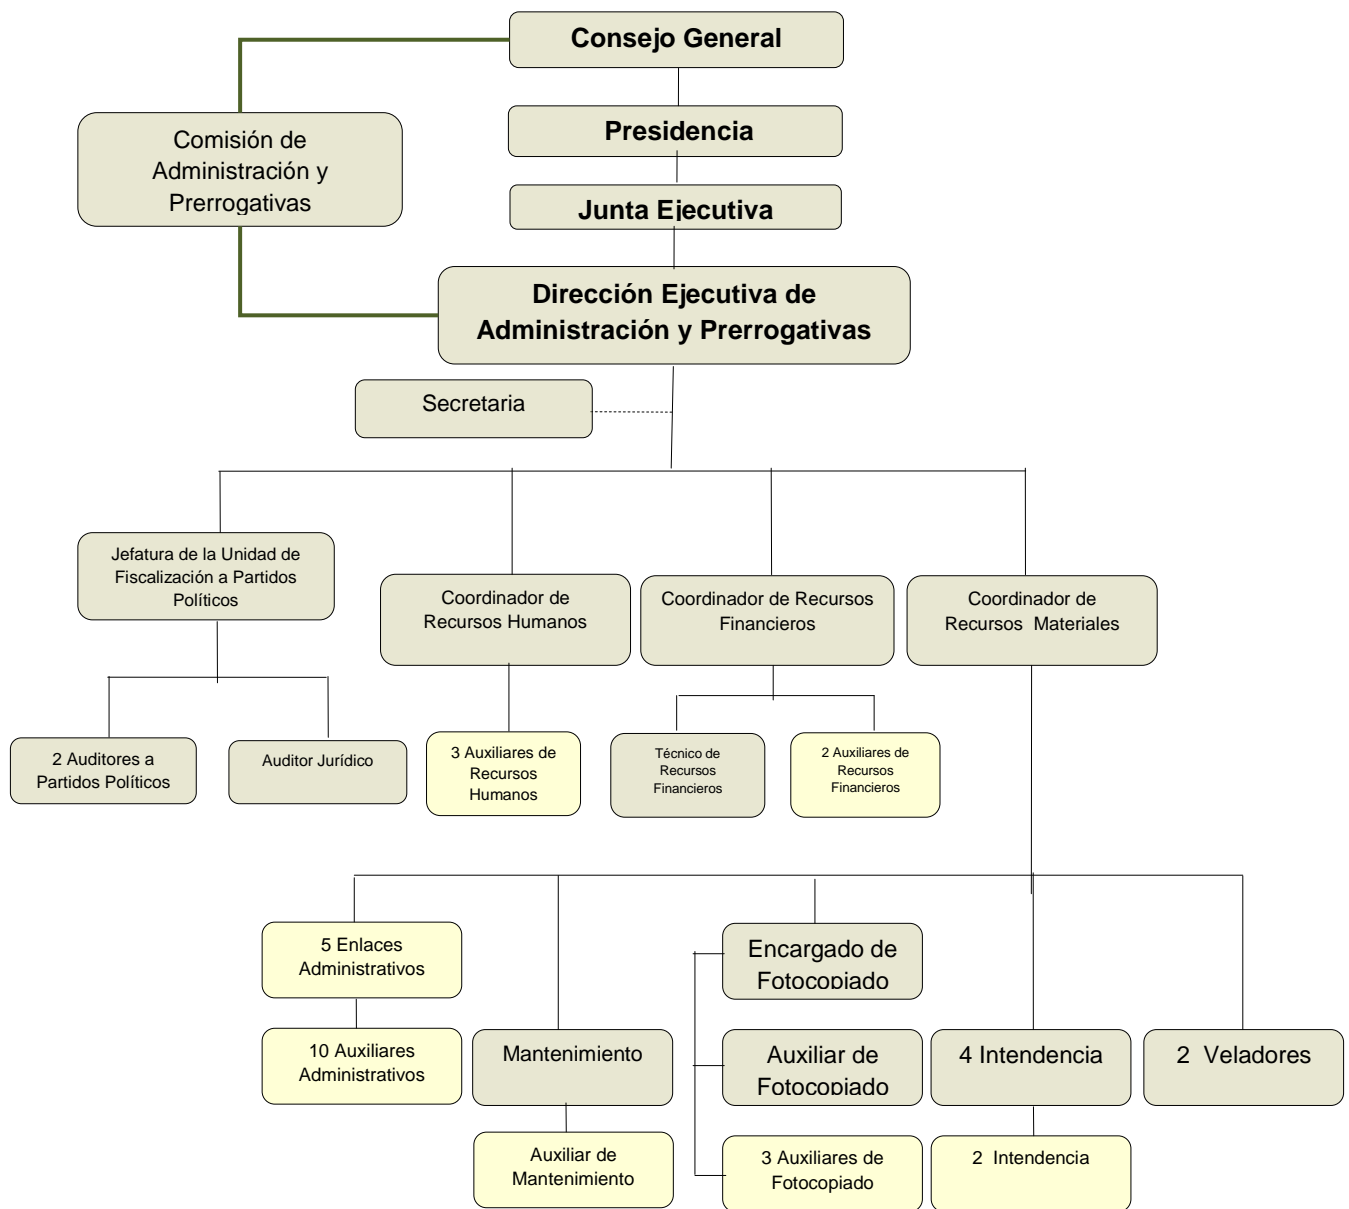 Consejo General
Comisión de
Administración y
Prerrogativas
Presidencia
Junta Ejecutiva
Dirección Ejecutiva de
Administración y Prerrogativas
Secretaria
Jefatura de la Unidad de
Fiscalización a Partidos
Políticos
Coordinador de
Recursos Humanos
Coordinador de Recursos
Financieros
Coordinador de
Recursos Materiales
2 Auditores a
Partidos Políticos
Auditor Jurídico
3 Auxiliares de
Recursos
Humanos
Técnico de
Recursos
Financieros
2 Auxiliares de
Recursos
Financieros
5 Enlaces
Administrativos
Encargado de
Fotocopiado
10 Auxiliares
Administrativos
Mantenimiento
Auxiliar de
Fotocopiado
4 Intendencia
2 Veladores
Auxiliar de
Mantenimiento
3 Auxiliares de
Fotocopiado
2 Intendencia